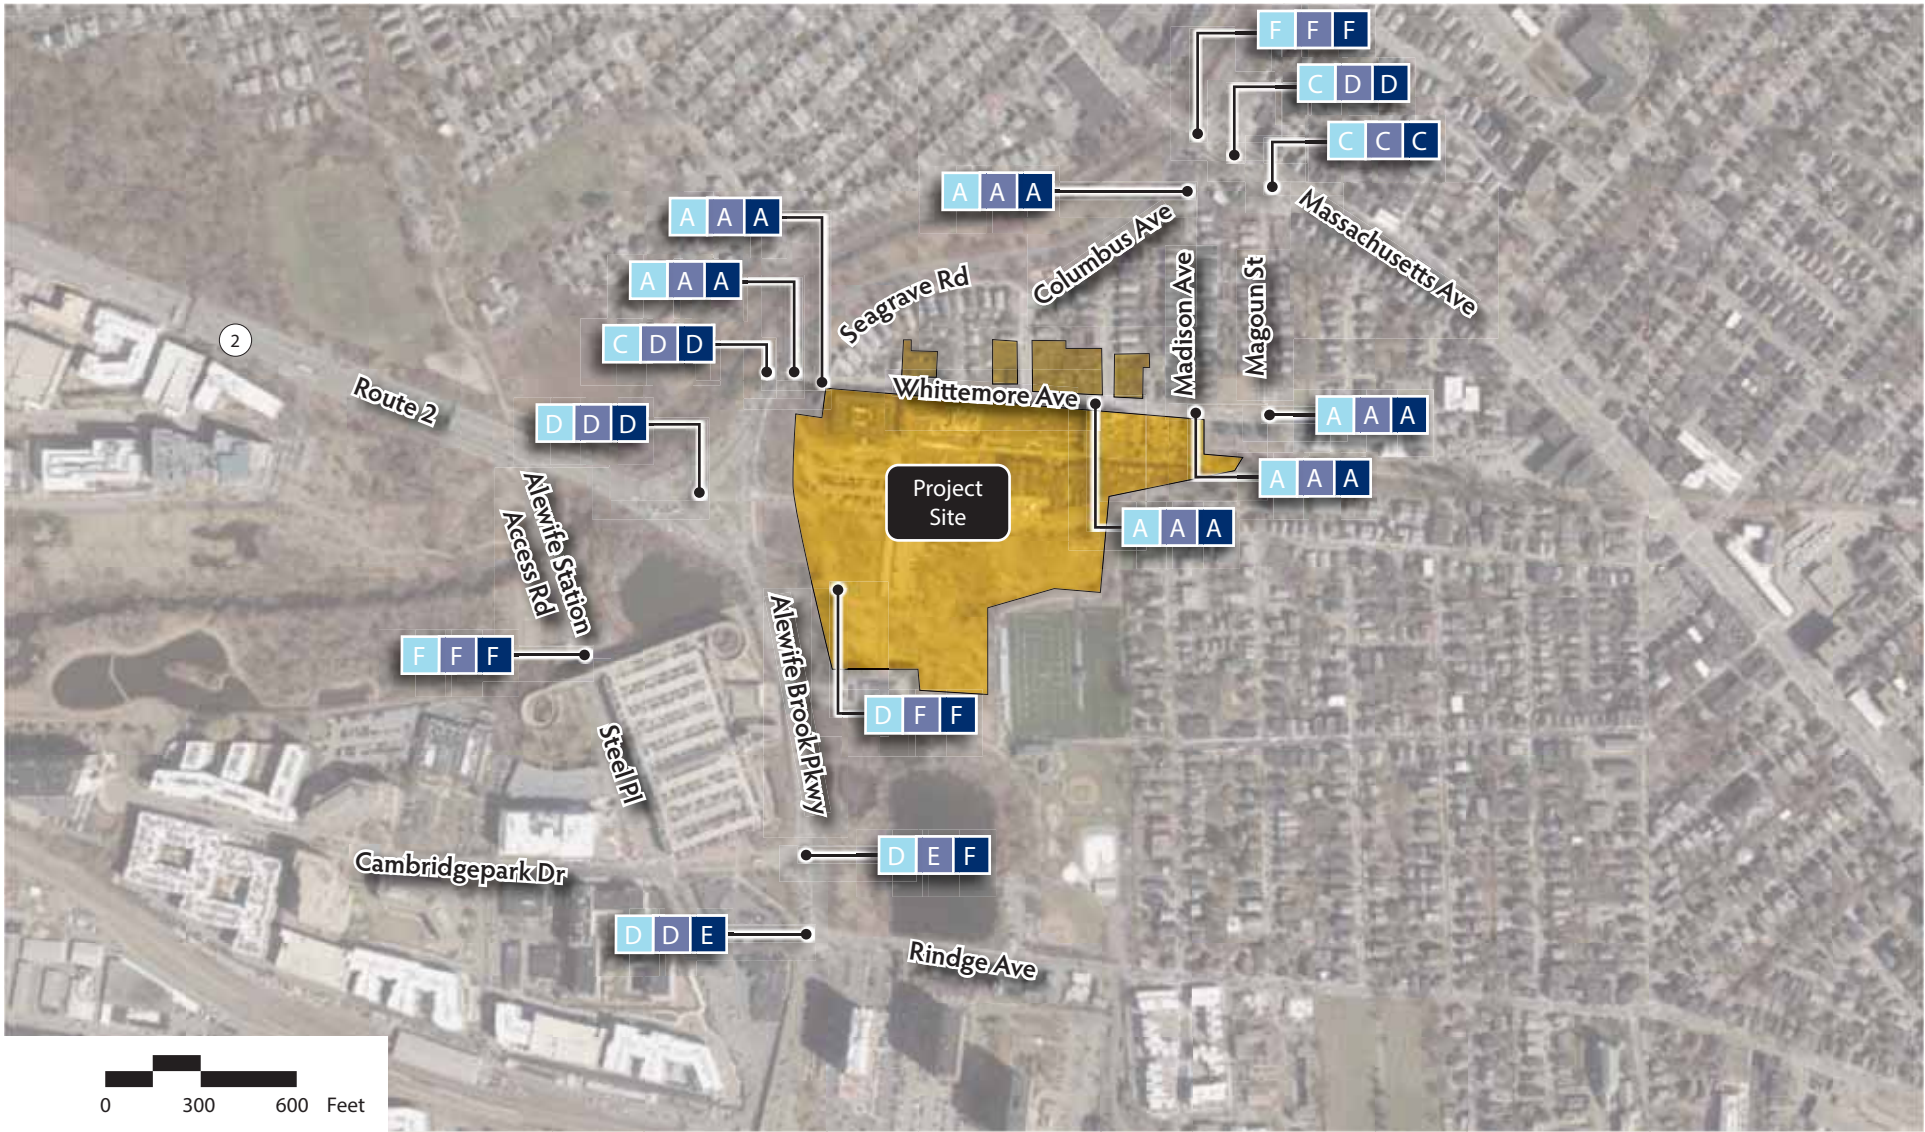 F F F
C D D
C C C
A A A
A A A
A A A
C D D
Seagrave Rd
Columbus Ave
Madison Ave
Magoun St
Massachusetts Ave
2
Route 2
Whittemore Ave
D D D
A A A
A A A
A A A
Project
Site
Alewife Station
Access Rd
F F F
Alewife Brook Pkwy
D F F
Steel Pl
Cambridgepark Dr
D E F
D D E
Rindge Ave
0 300 600 Feet